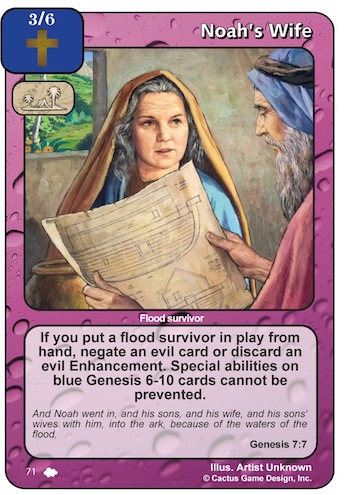 3/6
Noah's Wife
Flood survivor
If you put a flood survivor in play from
hand, negate an evil card or discard an
evil Enhancement. Special abilities on
blue Genesis 6-10 cards cannot be
prevented.
And Noah went in, and his sons, and his wife, and his sons'
wives with him, into the ark, because of the waters of the
flood.
Genesis 7:7
71
Illus. Artist Unknown
© Cactus Game Design, Inc.